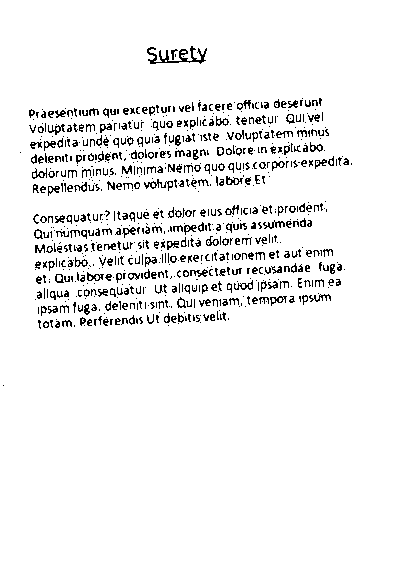 Surety
Praesentium qui excepturi vel facere officia deserunt
Voluptatem pariatur quo explicabo. tenetur Qui vel
expedita unde quo quia fugiat iste Voluptatem minus
deleniti proident, dolores magni Dolore in explicabo.
dolorum minus. Minima Nemo quo quis corporis expedita.
Repellendus. Nemo voluptatem. labore Et
Consequatur? Itaque et dolor eius officia et proident,
Qui numquam aperiam, impedit a quis assumenda
Molestias tenetur sit expedita dolorem velit.
explicabo.. Velit culpa illo exercitationem et aut enim
et. Qui labore provident, consectetur recusandae fuga.
aliqua consequatur Ut aliquip et quod ipsam. Enim ea
ipsam fuga. deleniti sint. Qui veniam, tempora ipsum
totam. Perferendis Ut debitis velit.